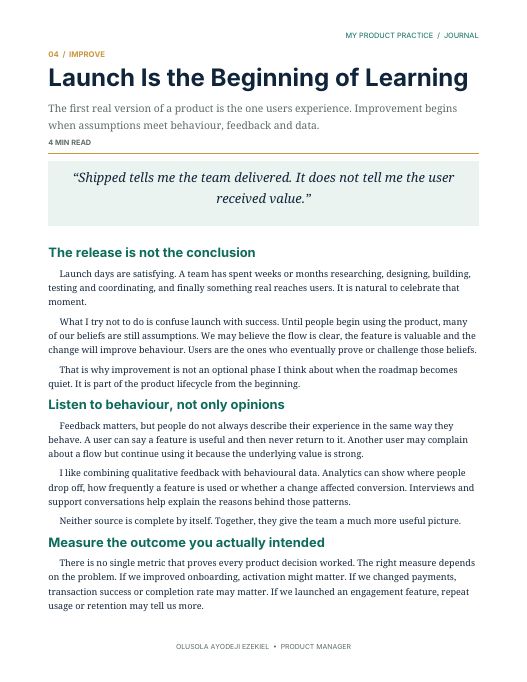 MY PRODUCT PRACTICE / JOURNAL
04 / IMPROVE
Launch Is the Beginning of Learning
The first real version of a product is the one users experience. Improvement begins
when assumptions meet behaviour, feedback and data.
4 MIN READ
“Shipped tells me the team delivered. It does not tell me the user
received value.”
The release is not the conclusion
Launch days are satisfying. A team has spent weeks or months researching, designing, building,
testing and coordinating, and finally something real reaches users. It is natural to celebrate that
moment.
What I try not to do is confuse launch with success. Until people begin using the product, many
of our beliefs are still assumptions. We may believe the flow is clear, the feature is valuable and the
change will improve behaviour. Users are the ones who eventually prove or challenge those beliefs.
That is why improvement is not an optional phase I think about when the roadmap becomes
quiet. It is part of the product lifecycle from the beginning.
Listen to behaviour, not only opinions
Feedback matters, but people do not always describe their experience in the same way they
behave. A user can say a feature is useful and then never return to it. Another user may complain
about a flow but continue using it because the underlying value is strong.
I like combining qualitative feedback with behavioural data. Analytics can show where people
drop off, how frequently a feature is used or whether a change affected conversion. Interviews and
support conversations help explain the reasons behind those patterns.
Neither source is complete by itself. Together, they give the team a much more useful picture.
Measure the outcome you actually intended
There is no single metric that proves every product decision worked. The right measure depends
on the problem. If we improved onboarding, activation might matter. If we changed payments,
transaction success or completion rate may matter. If we launched an engagement feature, repeat
usage or retention may tell us more.
OLUSOLA AYODEJI EZEKIEL • PRODUCT MANAGER